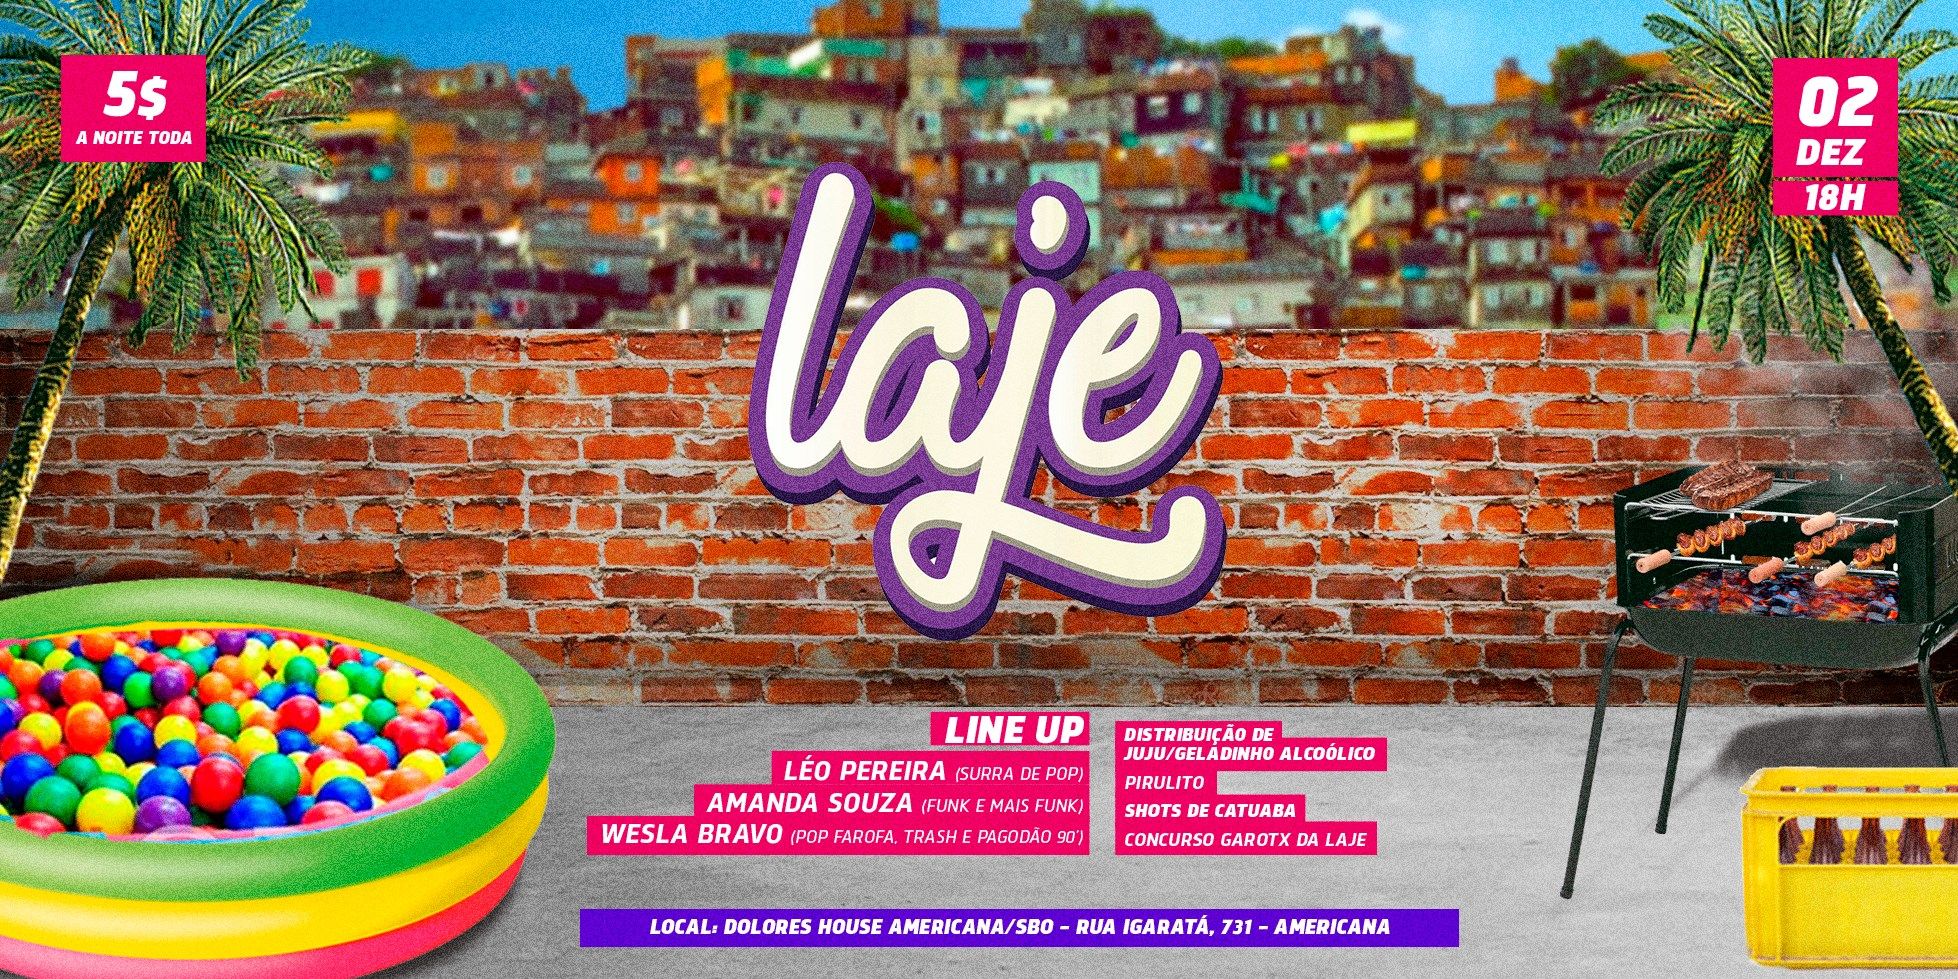 5$
A NOITE TODA
02
DEZ
18H
laje
LINE UP
LÉO PEREIRA (SURRA DE POP)
AMANDA SOUZA (FUNK E MAIS FUNK)
WESLA BRAVO (POP FAROFA, TRASH E PAGODÃO 90')
DISTRIBUIÇÃO DE
JUJU/GELADINHO ALCOÓLICO
PIRULITO
SHOTS DE CATUABA
CONCURSO GAROTX DA LAJE
LOCAL: DOLORES HOUSE AMERICANA/SBO - RUA IGARATÁ, 731 - AMERICANA